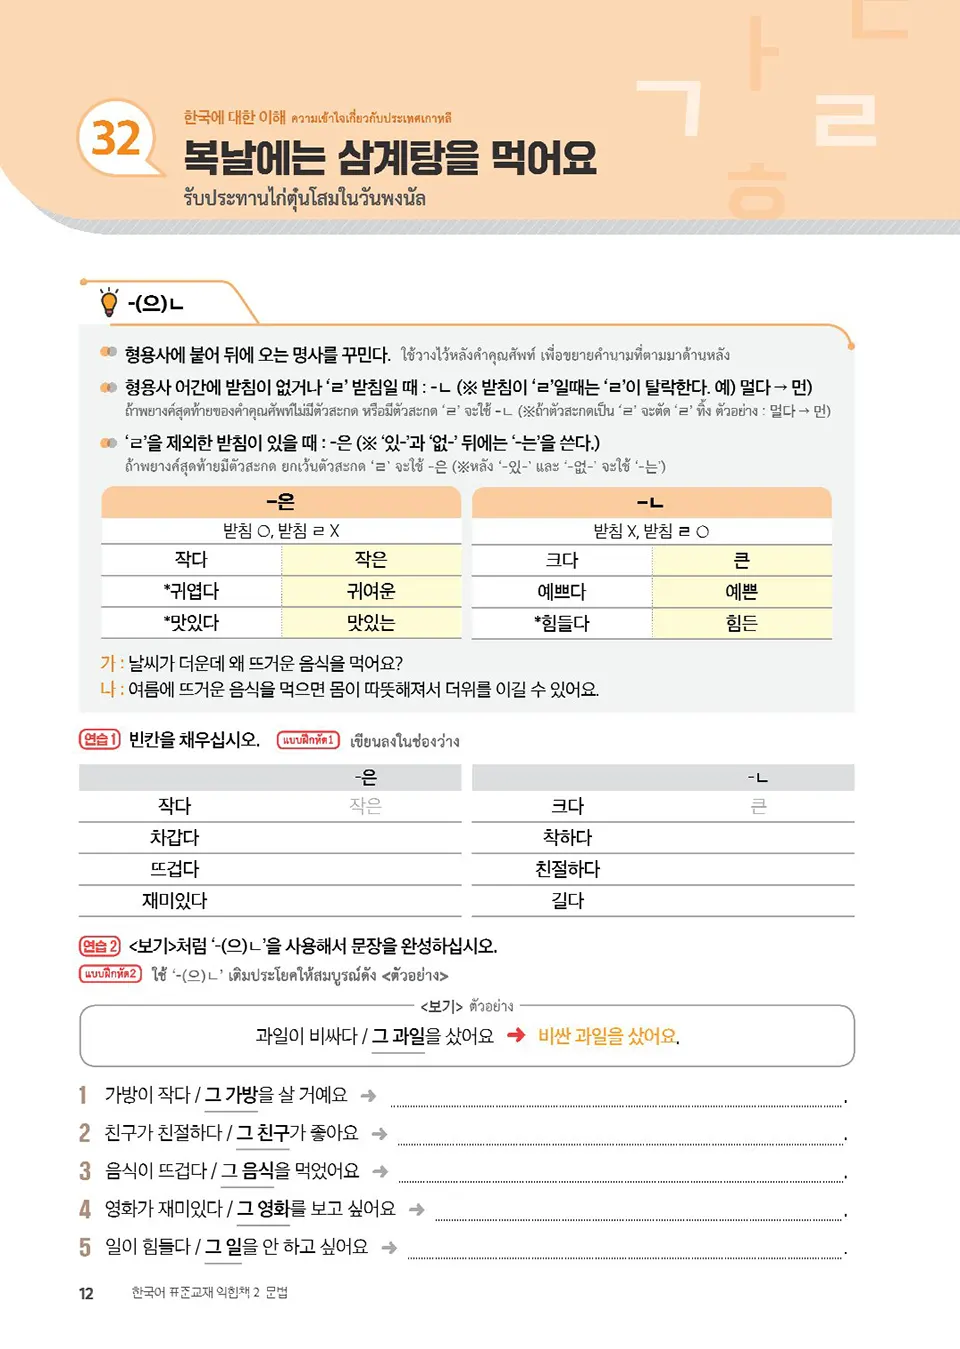 32
한국에 대한 이해 ความเข้าใจเกี่ยวกับประเทศเกาหลี
복날에는 삼계탕을 먹어요
รับประทานไก่ตุ๋นโสมในวันพงนัล
ㄱ ㅏ ㄴ ㄹ ㅎ
-(으)ㄴ
형용사에 붙어 뒤에 오는 명사를 꾸민다. ใช้วางไว้หลังคำคุณศัพท์ เพื่อขยายคำนามที่ตามมาด้านหลัง
형용사 어간에 받침이 없거나 ‘ㄹ’ 받침일 때 : -ㄴ (※ 받침이 ‘ㄹ’일때는 ‘ㄹ’이 탈락한다. 예) 멀다 → 먼)
ถ้าพยางค์สุดท้ายของคำคุณศัพท์ไม่มีตัวสะกด หรือมีตัวสะกด ‘ㄹ’ จะใช้ -ㄴ (※ถ้าตัวสะกดเป็น ‘ㄹ’ จะตัด ‘ㄹ’ ทิ้ง ตัวอย่าง : 멀다 → 먼)
‘ㄹ’을 제외한 받침이 있을 때 : -은 (※ ‘있-’과 ‘없-’ 뒤에는 ‘-는’을 쓴다.)
ถ้าพยางค์สุดท้ายมีตัวสะกด ยกเว้นตัวสะกด ‘ㄹ’ จะใช้ -은 (※หลัง ‘-있-’ และ ‘-없-’ จะใช้ ‘-는’)
-은 -ㄴ
받침 O, 받침 ㄹ X 받침 X, 받침 ㄹ O
작다 작은 크다 큰
*귀엽다 귀여운 예쁘다 예쁜
*맛있다 맛있는 *힘들다 힘든
가 : 날씨가 더운데 왜 뜨거운 음식을 먹어요?
나 : 여름에 뜨거운 음식을 먹으면 몸이 따뜻해져서 더위를 이길 수 있어요.
연습 1 빈칸을 채우십시오. แบบฝึกหัด1 เขียนลงในช่องว่าง
-은 -ㄴ
작다 작은 크다 큰
차갑다 착하다
뜨겁다 친절하다
재미있다 길다
연습 2 <보기>처럼 ‘-(으)ㄴ’을 사용해서 문장을 완성하십시오.
แบบฝึกหัด2 ใช้ ‘-(으)ㄴ’ เติมประโยคให้สมบูรณ์ดัง <ตัวอย่าง>
<보기> ตัวอย่าง
과일이 비싸다 / 그 과일을 샀어요 ➜ 비싼 과일을 샀어요.
1 가방이 작다 / 그 가방을 살 거예요 ➜ .
2 친구가 친절하다 / 그 친구가 좋아요 ➜ .
3 음식이 뜨겁다 / 그 음식을 먹었어요 ➜ .
4 영화가 재미있다 / 그 영화를 보고 싶어요 ➜ .
5 일이 힘들다 / 그 일을 안 하고 싶어요 ➜ .
12 한국어 표준교재 익힘책 2 문법